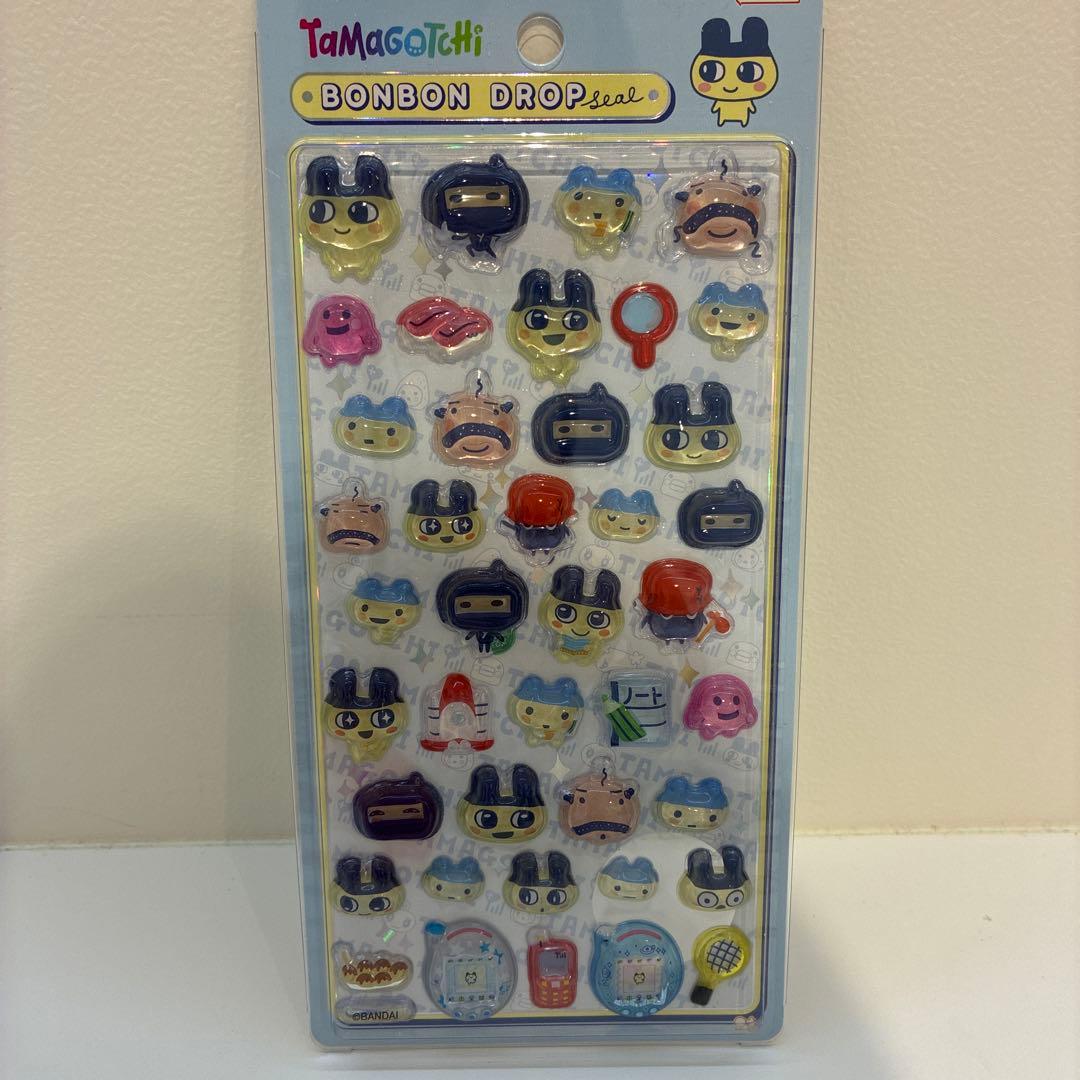 TAMAGOTCHI
BONBON DROP seal
Z
ノート
©BANDAI